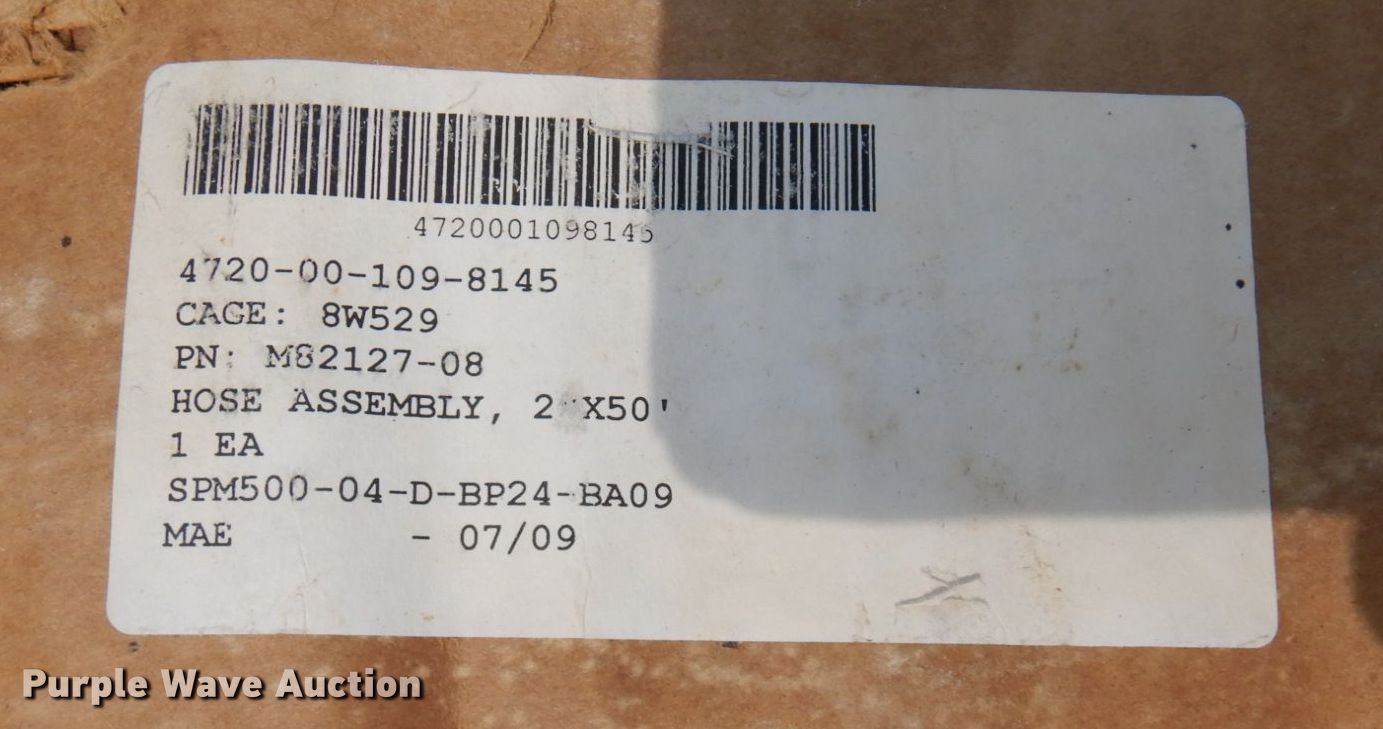 4720001098145
4720-00-109-8145
CAGE: 8W529
PN: M82127-08
HOSE ASSEMBLY, 2"X50'
1 EA
SPM500-04-D-BP24-BA09
MAE - 07/09
Purple Wave Auction